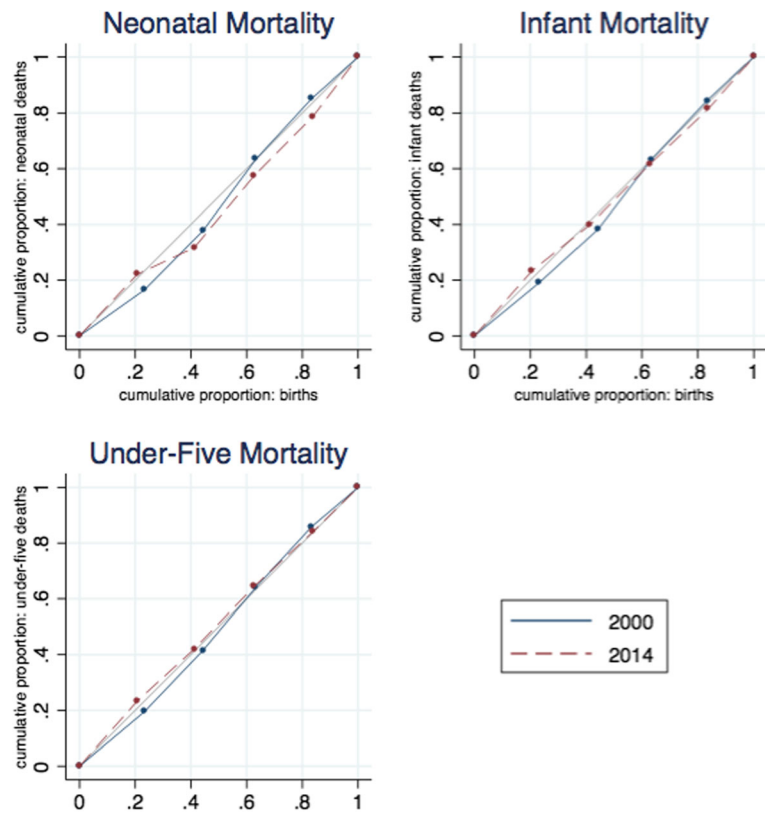 Neonatal Mortality
cumulative proportion: neonatal deaths
1
.8
.6
.4
.2
0
0 .2 .4 .6 .8 1
cumulative proportion: births
Infant Mortality
cumulative proportion: infant deaths
1
.8
.6
.4
.2
0
0 .2 .4 .6 .8 1
cumulative proportion: births
Under-Five Mortality
cumulative proportion: under-five deaths
1
.8
.6
.4
.2
0
0 .2 .4 .6 .8 1
2000
2014